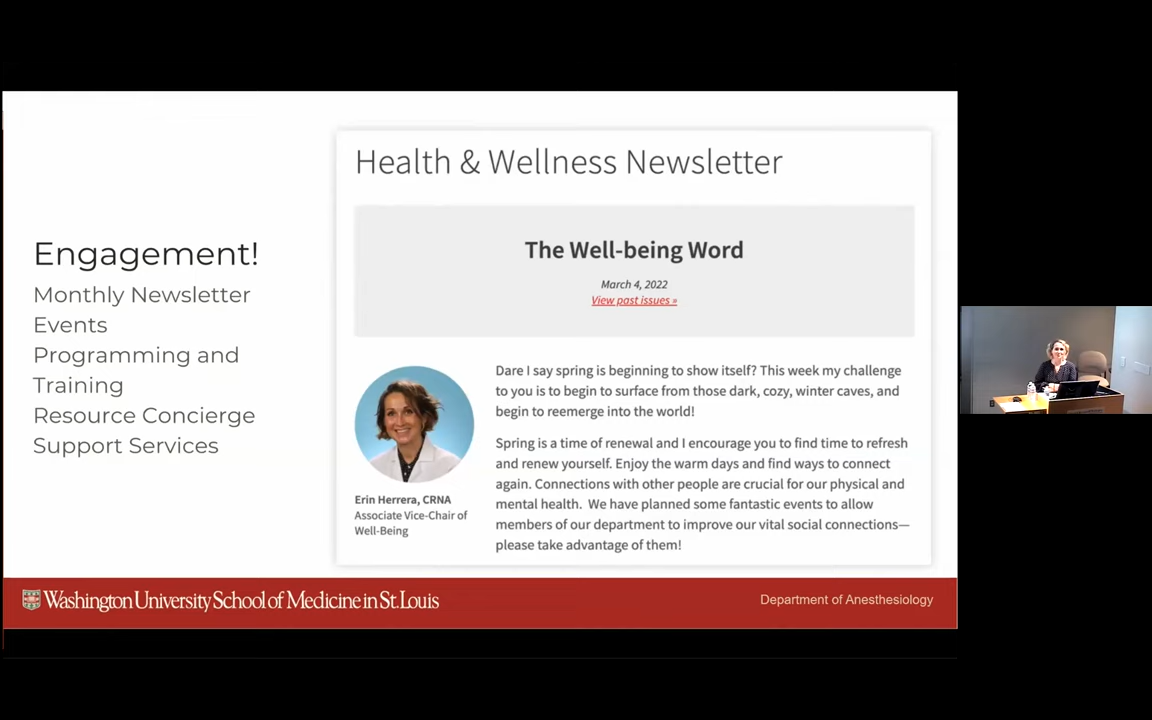 Engagement!
Monthly Newsletter
Events
Programming and
Training
Resource Concierge
Support Services
Health & Wellness Newsletter
The Well-being Word
March 4, 2022
View past issues »
Dare I say spring is beginning to show itself? This week my challenge
to you is to begin to surface from those dark, cozy, winter caves, and
begin to reemerge into the world!
Spring is a time of renewal and I encourage you to find time to refresh
and renew yourself. Enjoy the warm days and find ways to connect
again. Connections with other people are crucial for our physical and
mental health.  We have planned some fantastic events to allow
members of our department to improve our vital social connections—
please take advantage of them!
Erin Herrera, CRNA
Associate Vice-Chair of
Well-Being
Washington University School of Medicine in St. Louis
Department of Anesthesiology